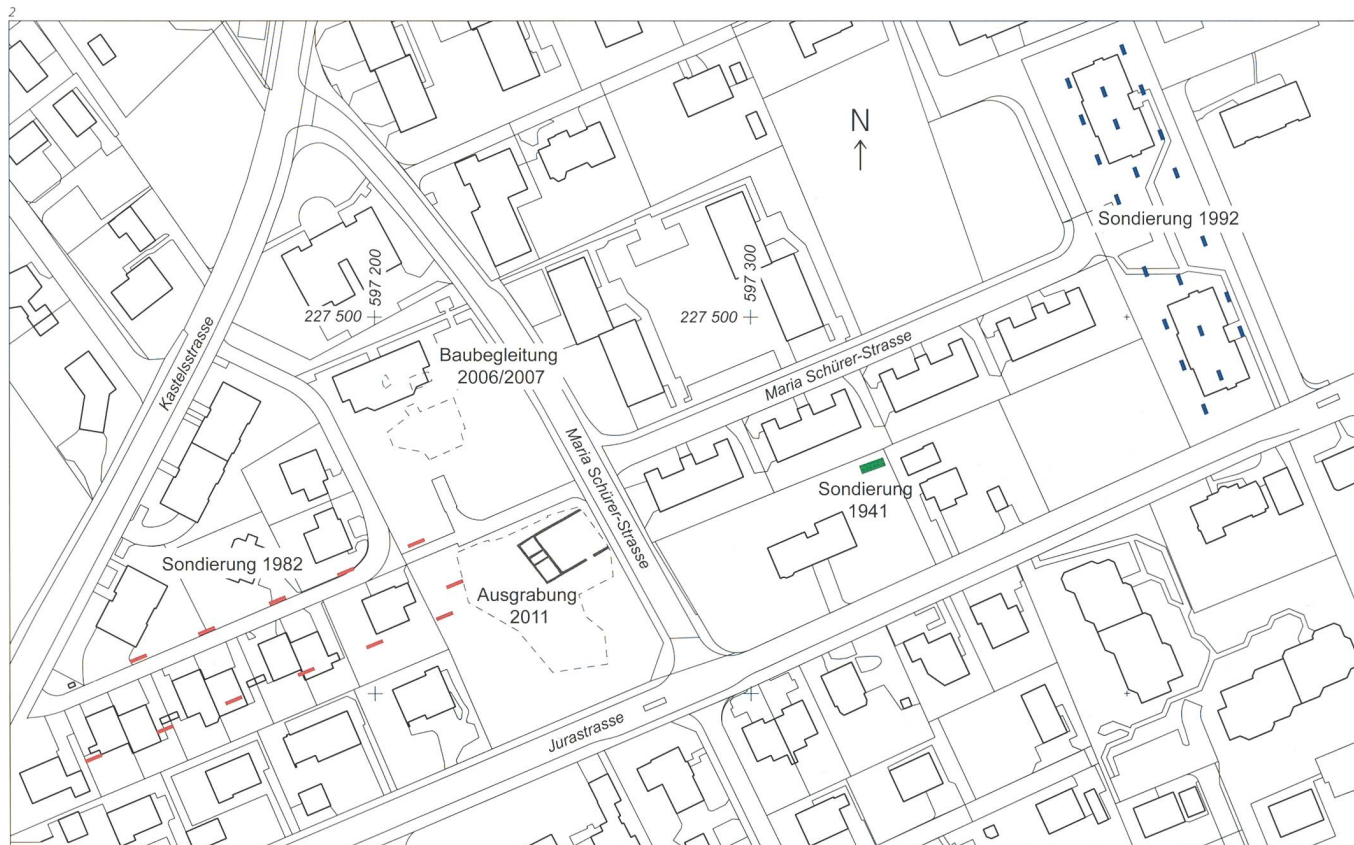 2
N
Sondierung 1992
597 200
227 500
597 300
227 500
Kastelsstrasse
Baubegleitung
2006/2007
Maria Schürer-Strasse
Maria Schürer-Strasse
Sondierung
1941
Sondierung 1982
Ausgrabung
2011
Jurastrasse